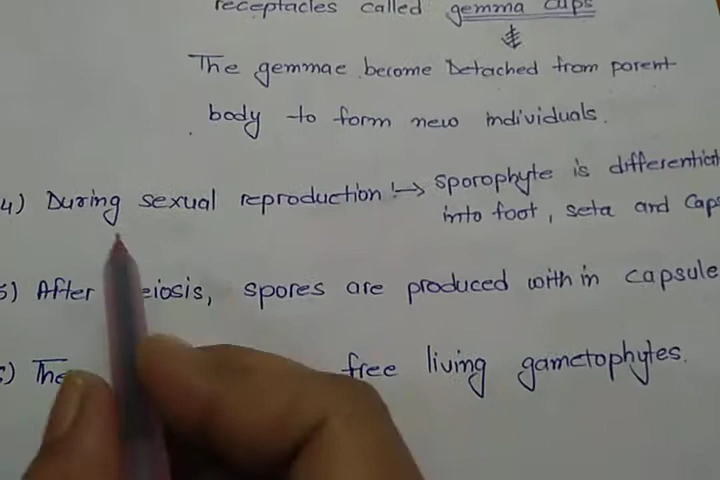 receptacles called gemma cups
The gemmae become Detached from parent
body to form new individuals.
4) During sexual reproduction :→ sporophyte is differentiat
into foot, seta and Caps
5) After eiosis, spores are produced with in capsule
) The free living gametophytes.